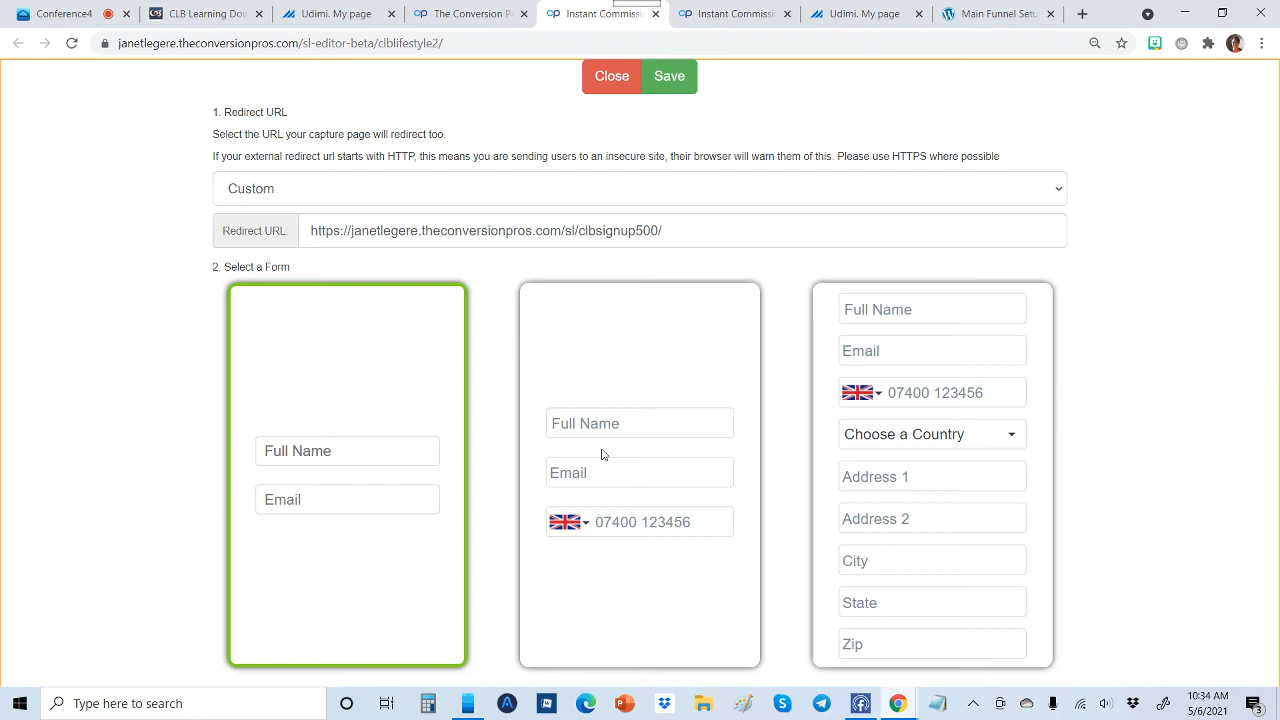 Conference4
CLB Learning Dov
Udimi. My page
The Conversion P
Instant Commis
Instant Commiss
Udimi. My page
Main Funnel Setu
janetlegere.theconversionpros.com/sl-editor-beta/clblifestyle2/
Close
Save
1. Redirect URL
Select the URL your capture page will redirect too.
If your external redirect url starts with HTTP, this means you are sending users to an insecure site, their browser will warn them of this. Please use HTTPS where possible
Custom
Redirect URL:
https://janetlegere.theconversionpros.com/sl/clbsignup500/
2. Select a Form
Full Name
Email
Full Name
Email
07400 123456
Full Name
Email
07400 123456
Choose a Country
Address 1
Address 2
City
State
Zip
Type here to search
10:34 AM
5/6/2021